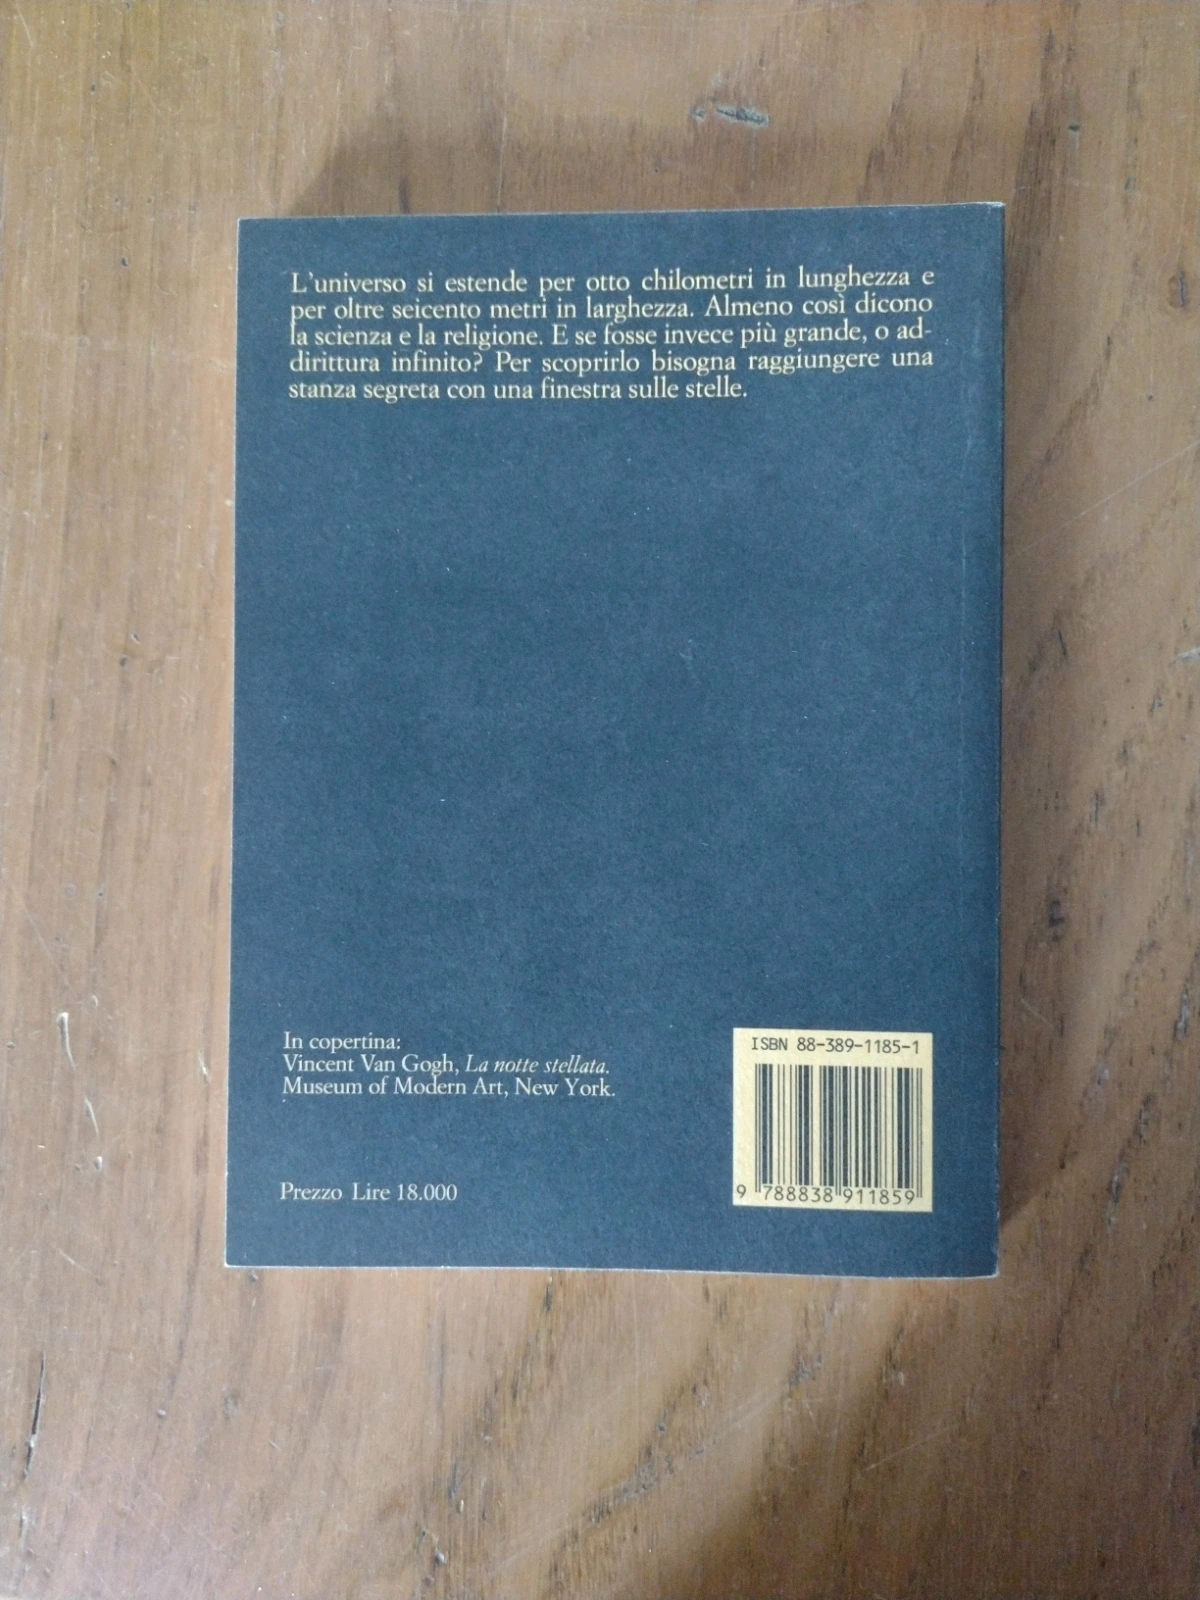 L'universo si estende per otto chilometri in lunghezza e
per oltre seicento metri in larghezza. Almeno così dicono
la scienza e la religione. E se fosse invece più grande, o ad-
dirittura infinito? Per scoprirlo bisogna raggiungere una
stanza segreta con una finestra sulle stelle.
In copertina:
Vincent Van Gogh, La notte stellata.
Museum of Modern Art, New York.
Prezzo Lire 18.000
ISBN 88-389-1185-1
9 788838 911859